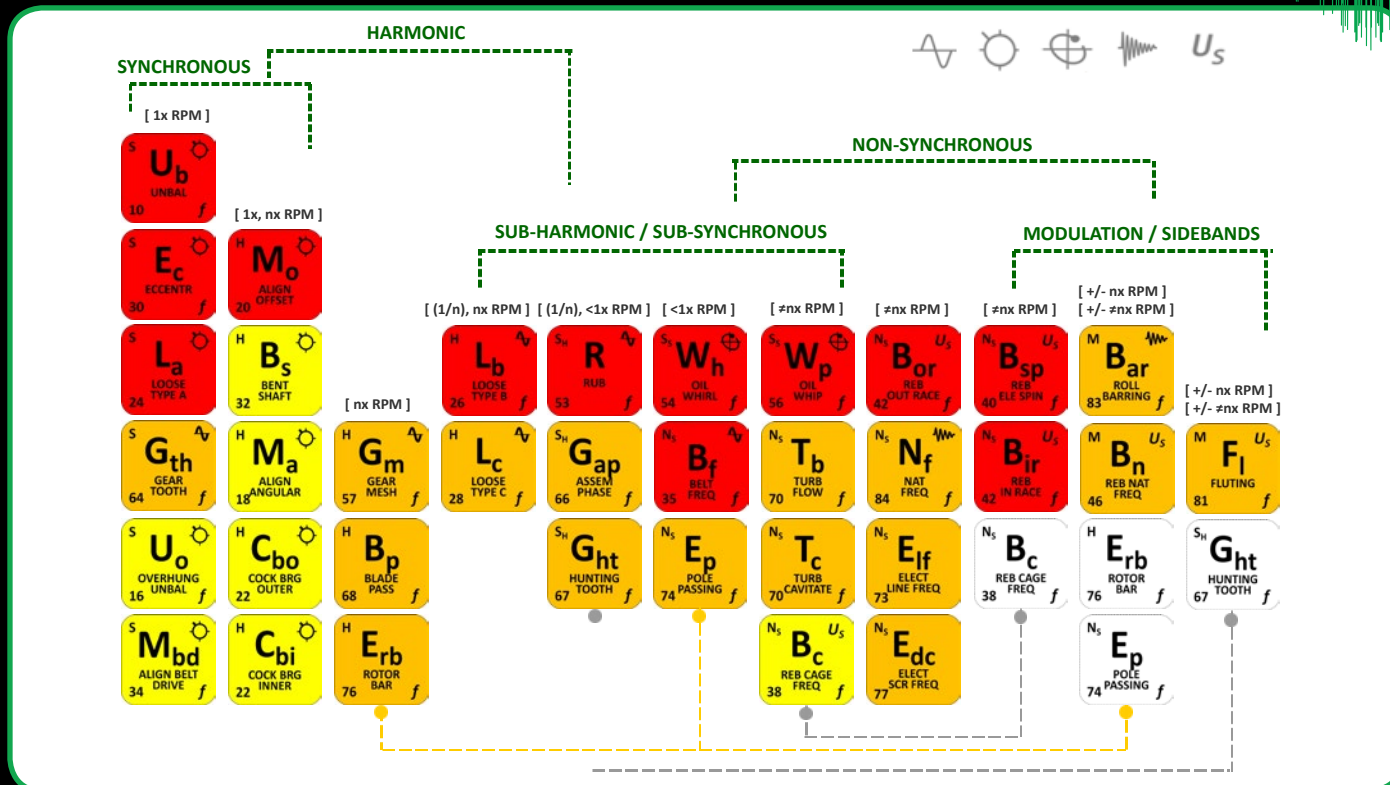 HARMONIC
SYNCHRONOUS
[ 1x RPM ]
U_S
NON-SYNCHRONOUS
SUB-HARMONIC / SUB-SYNCHRONOUS
MODULATION / SIDEBANDS
[ 1x, nx RPM ]
[ nx RPM ]
[ (1/n), nx RPM ]
[ (1/n), <1x RPM ]
[ <1x RPM ]
[ ≠nx RPM ]
[ ≠nx RPM ]
[ ≠nx RPM ]
[ +/- nx RPM ]
[ +/- ≠nx RPM ]
[ +/- nx RPM ]
[ +/- ≠nx RPM ]
S
Ub
UNBAL
10 f
S
Ec
ECCENTR
30 f
S
La
LOOSE
TYPE A
24 f
S
Gth
GEAR
TOOTH
64 f
S
Uo
OVERHUNG
UNBAL
16 f
S
Mbd
ALIGN BELT
DRIVE
34 f
H
Mo
ALIGN
OFFSET
20 f
H
Bs
BENT
SHAFT
32 f
H
Ma
ALIGN
ANGULAR
18 f
H
Cbo
COCK BRG
OUTER
22 f
H
Cbi
COCK BRG
INNER
22 f
H
Gm
GEAR
MESH
57 f
H
Bp
BLADE
PASS
68 f
H
Erb
ROTOR
BAR
76 f
H
Lb
LOOSE
TYPE B
26 f
H
Lc
LOOSE
TYPE C
28 f
SH
R
RUB
53 f
SH
Gap
ASSEM
PHASE
66 f
SH
Ght
HUNTING
TOOTH
67 f
Ss
Wh
OIL
WHIRL
54 f
Ns
Bf
BELT
FREQ
35 f
Ns
Ep
POLE
PASSING
74 f
Ss
Wp
OIL
WHIP
56 f
Ns
Tb
TURB
FLOW
70 f
Ns
Tc
TURB
CAVITATE
70 f
Ns US
Bc
REB CAGE
FREQ
38 f
Ns US
Bor
REB
OUT RACE
42 f
Ns
Nf
NAT
FREQ
84 f
Ns
Elf
ELECT
LINE FREQ
73 f
Ns
Edc
ELECT
SCR FREQ
77 f
Ns US
Bsp
REB
ELE SPIN
40 f
Ns US
Bir
REB
IN RACE
42 f
Ns
Bc
REB CAGE
FREQ
38 f
M
Bar
ROLL
BARRING
83 f
M US
Bn
REB NAT
FREQ
46 f
H
Erb
ROTOR
BAR
76 f
Ns
Ep
POLE
PASSING
74 f
M US
Fl
FLUTING
81 f
SH
Ght
HUNTING
TOOTH
67 f